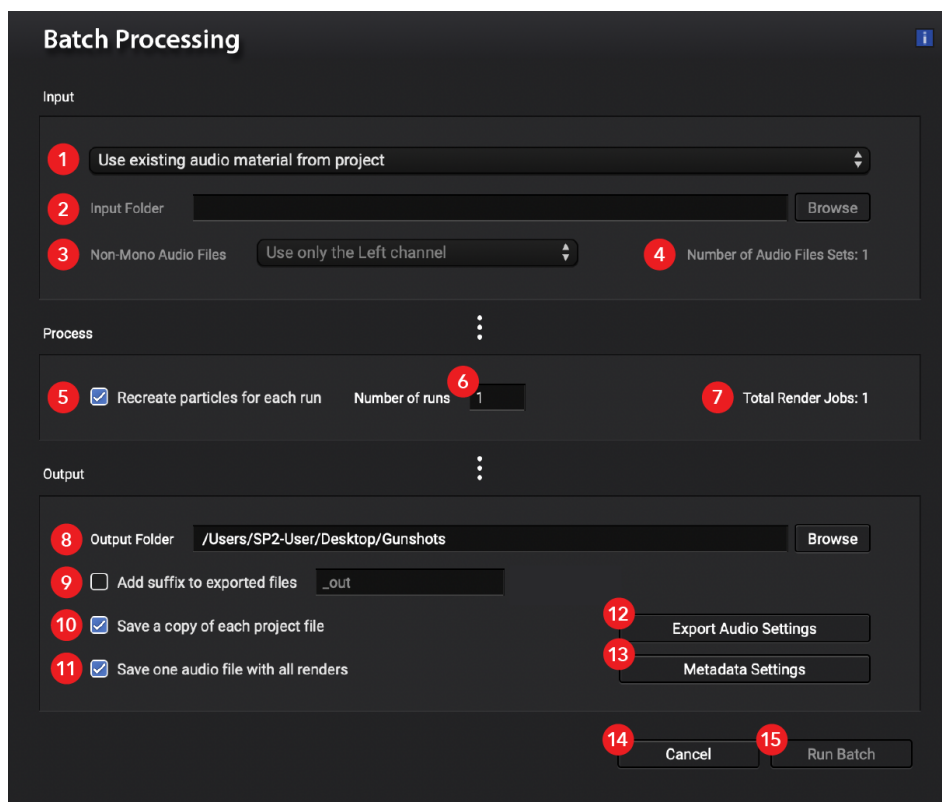 Batch Processing
i
Input
1 Use existing audio material from project
2 Input Folder Browse
3 Non-Mono Audio Files Use only the Left channel 4 Number of Audio Files Sets: 1
Process
5 Recreate particles for each run Number of runs 6 1 7 Total Render Jobs: 1
Output
8 Output Folder /Users/SP2-User/Desktop/Gunshots Browse
9 Add suffix to exported files _out
10 Save a copy of each project file 12 Export Audio Settings
11 Save one audio file with all renders 13 Metadata Settings
14 Cancel 15 Run Batch